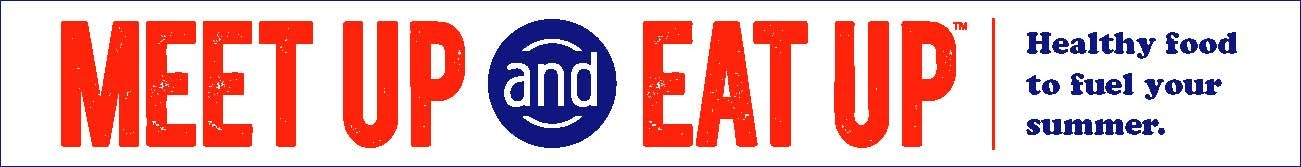 MEET UP and EAT UP™
Healthy food
to fuel your
summer.